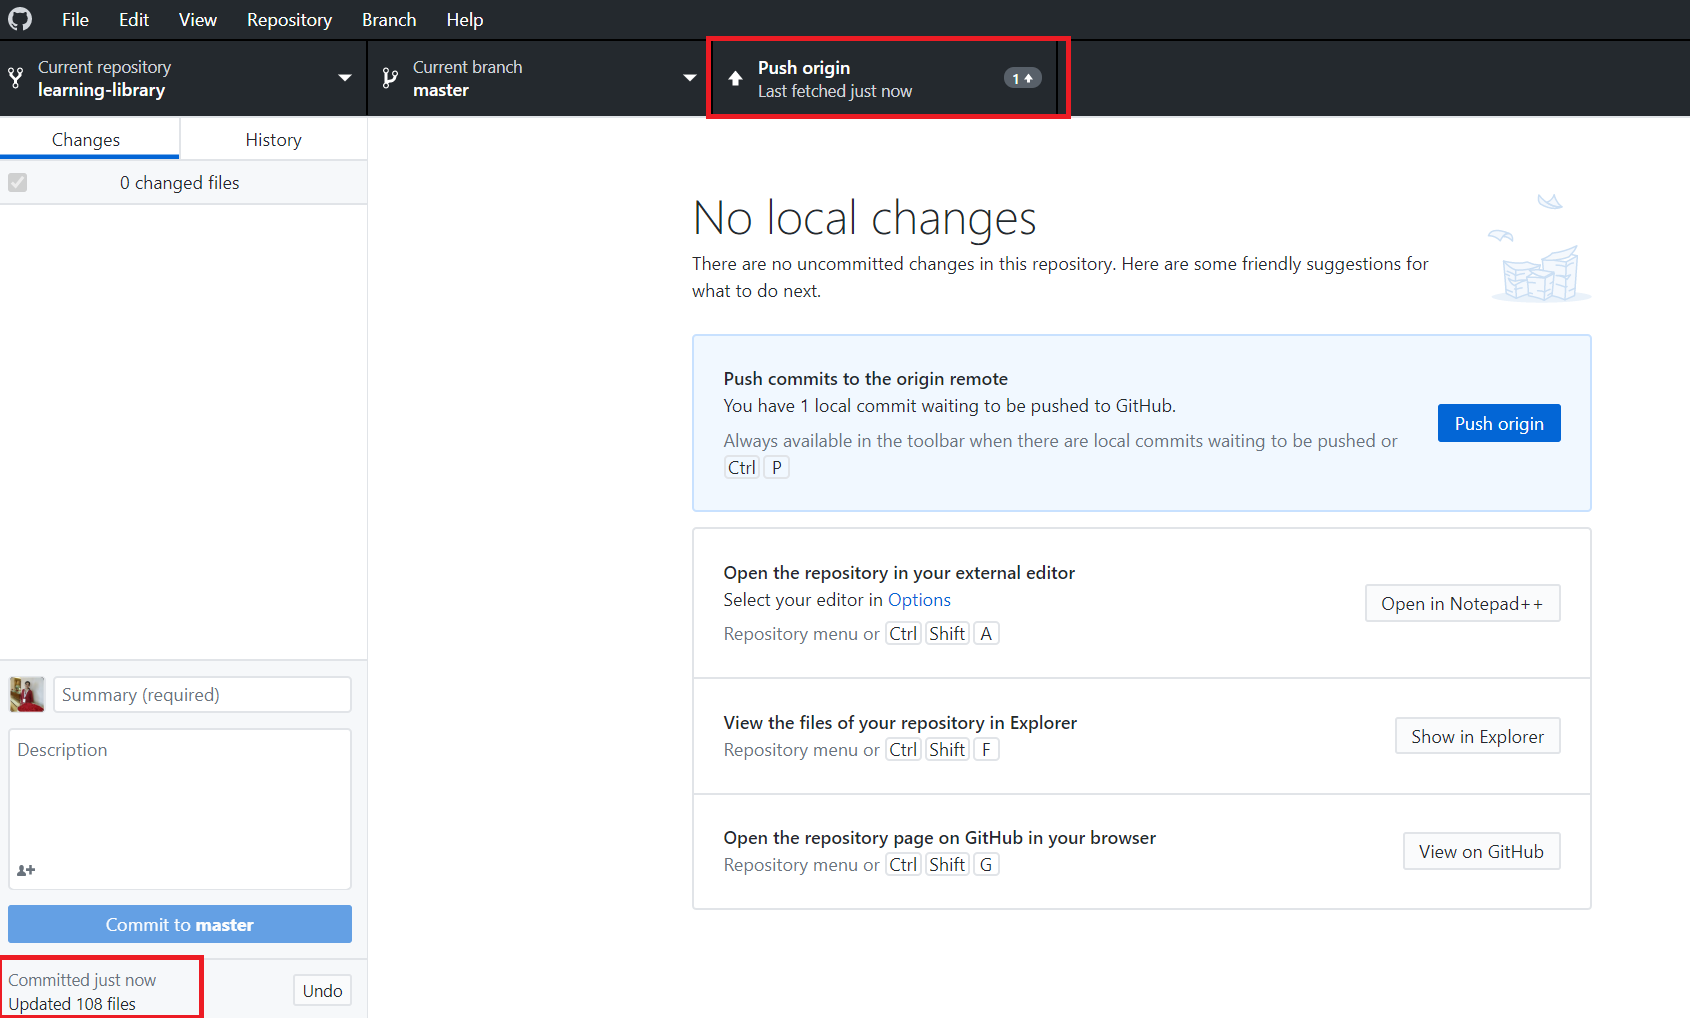 File Edit View Repository Branch Help
Current repository
learning-library
Current branch
master
Push origin
Last fetched just now
1
Changes
History
0 changed files
No local changes
There are no uncommitted changes in this repository. Here are some friendly suggestions for
what to do next.
Push commits to the origin remote
You have 1 local commit waiting to be pushed to GitHub.
Always available in the toolbar when there are local commits waiting to be pushed or
Ctrl P
Push origin
Open the repository in your external editor
Select your editor in Options
Repository menu or Ctrl Shift A
Open in Notepad++
View the files of your repository in Explorer
Repository menu or Ctrl Shift F
Show in Explorer
Open the repository page on GitHub in your browser
Repository menu or Ctrl Shift G
View on GitHub
Summary (required)
Description
Commit to master
Committed just now
Updated 108 files
Undo